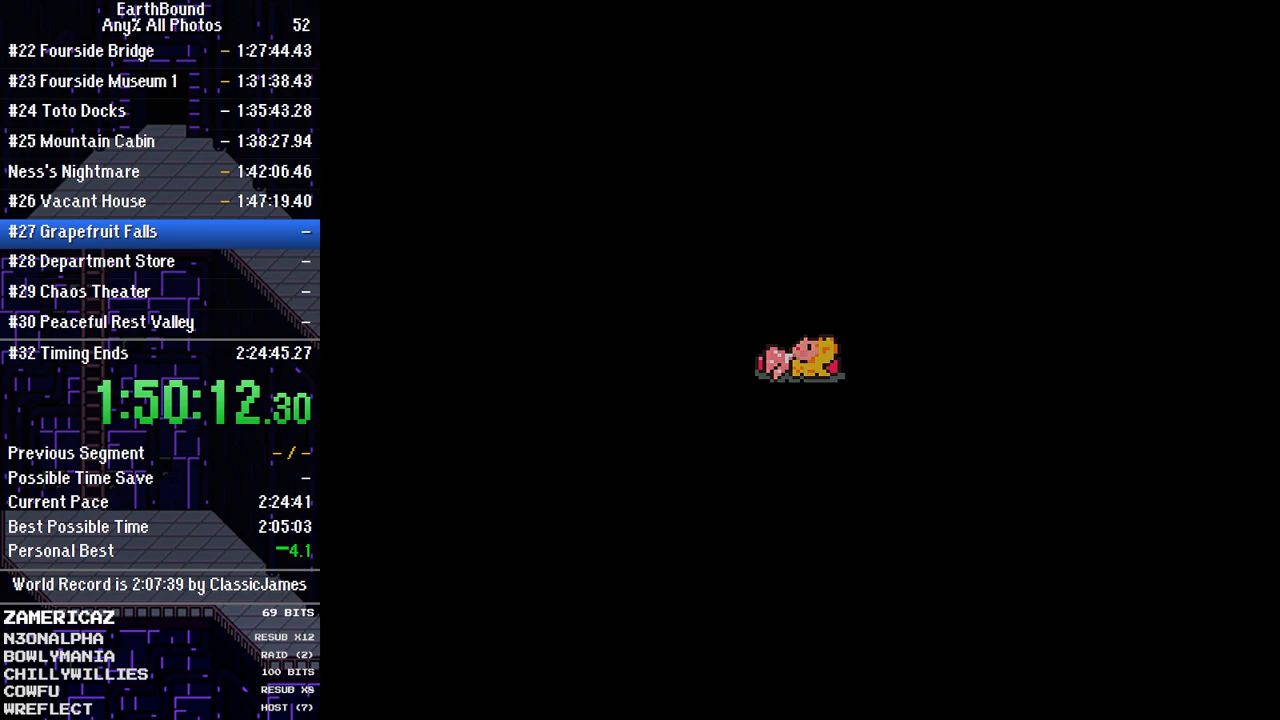 EarthBound
Any% All Photos 52
#22 Fourside Bridge – 1:27:44.43
#23 Fourside Museum 1 – 1:31:38.43
#24 Toto Docks – 1:35:43.28
#25 Mountain Cabin – 1:38:27.94
Ness's Nightmare – 1:42:06.46
#26 Vacant House – 1:47:19.40
#27 Grapefruit Falls –
#28 Department Store –
#29 Chaos Theater –
#30 Peaceful Rest Valley –
#32 Timing Ends 2:24:45.27
1:50:12.30
Previous Segment – / –
Possible Time Save –
Current Pace 2:24:41
Best Possible Time 2:05:03
Personal Best –4.1
World Record is 2:07:39 by ClassicJames
ZAMERICAZ 69 BITS
N3ONALPHA RESUB X12
BOWLYMANIA RAID (2)
CHILLYWILLIES 100 BITS
COWFU RESUB X8
WREFLECT HOST (7)